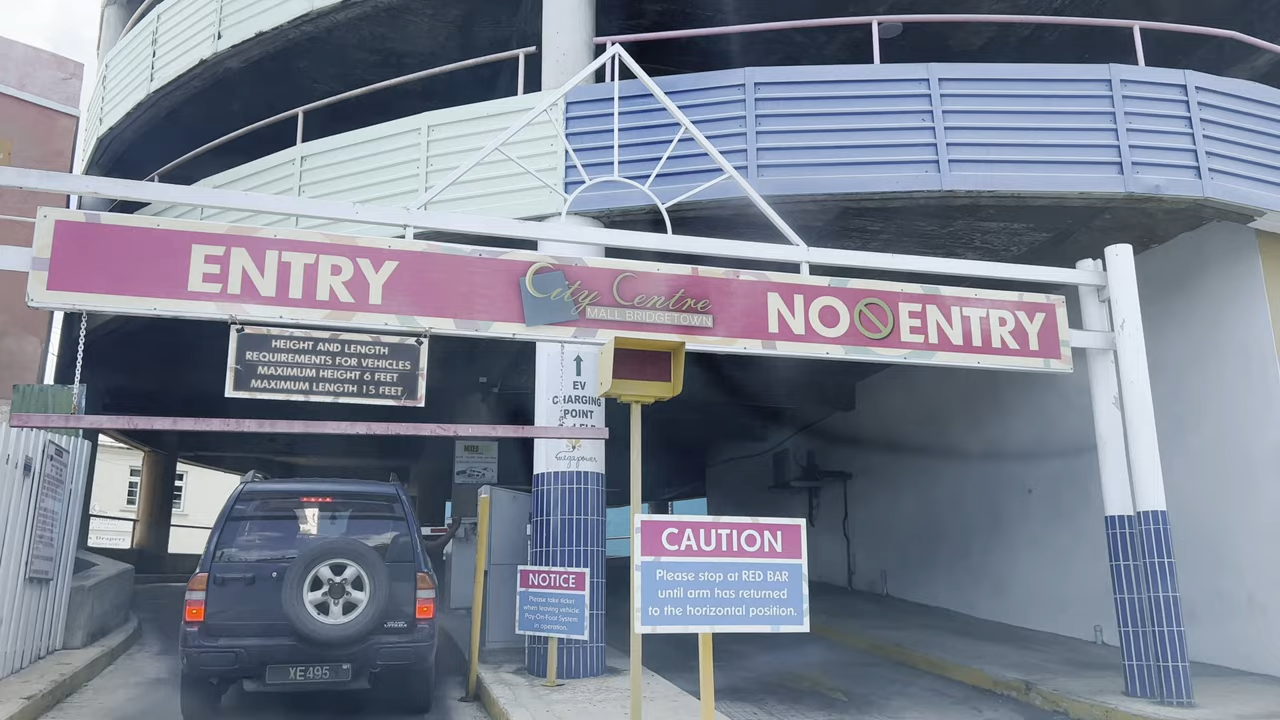 ENTRY
City Centre
MALL BRIDGETOWN
NO ENTRY
HEIGHT AND LENGTH
REQUIREMENTS FOR VEHICLES
MAXIMUM HEIGHT 6 FEET
MAXIMUM LENGTH 15 FEET
EV
CHARGING
POINT
megapower
CAUTION
Please stop at RED BAR
until arm has returned
to the horizontal position.
NOTICE
Please take ticket
when leaving vehicle.
Pay-On-Foot System
in operation.
XE495
Drapery